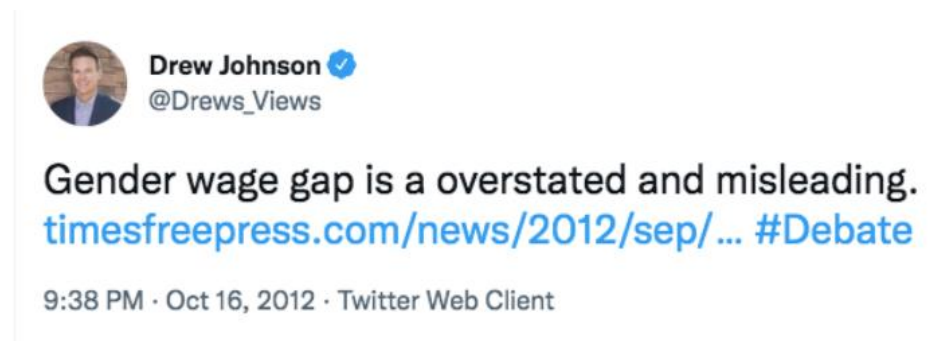 Drew Johnson
@Drews_Views
Gender wage gap is a overstated and misleading.
timesfreepress.com/news/2012/sep/... #Debate
9:38 PM · Oct 16, 2012 · Twitter Web Client